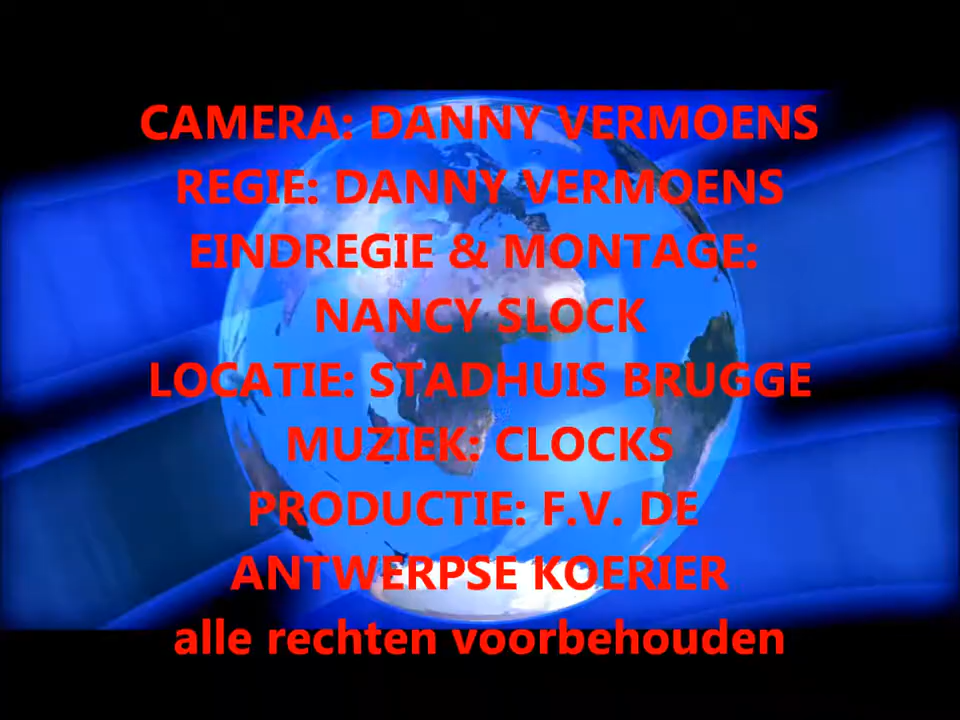 CAMERA: DANNY VERMOENS
REGIE: DANNY VERMOENS
EINDREGIE & MONTAGE:
NANCY SLOCK
LOCATIE: STADHUIS BRUGGE
MUZIEK: CLOCKS
PRODUCTIE: F.V. DE
ANTWERPSE KOERIER
alle rechten voorbehouden